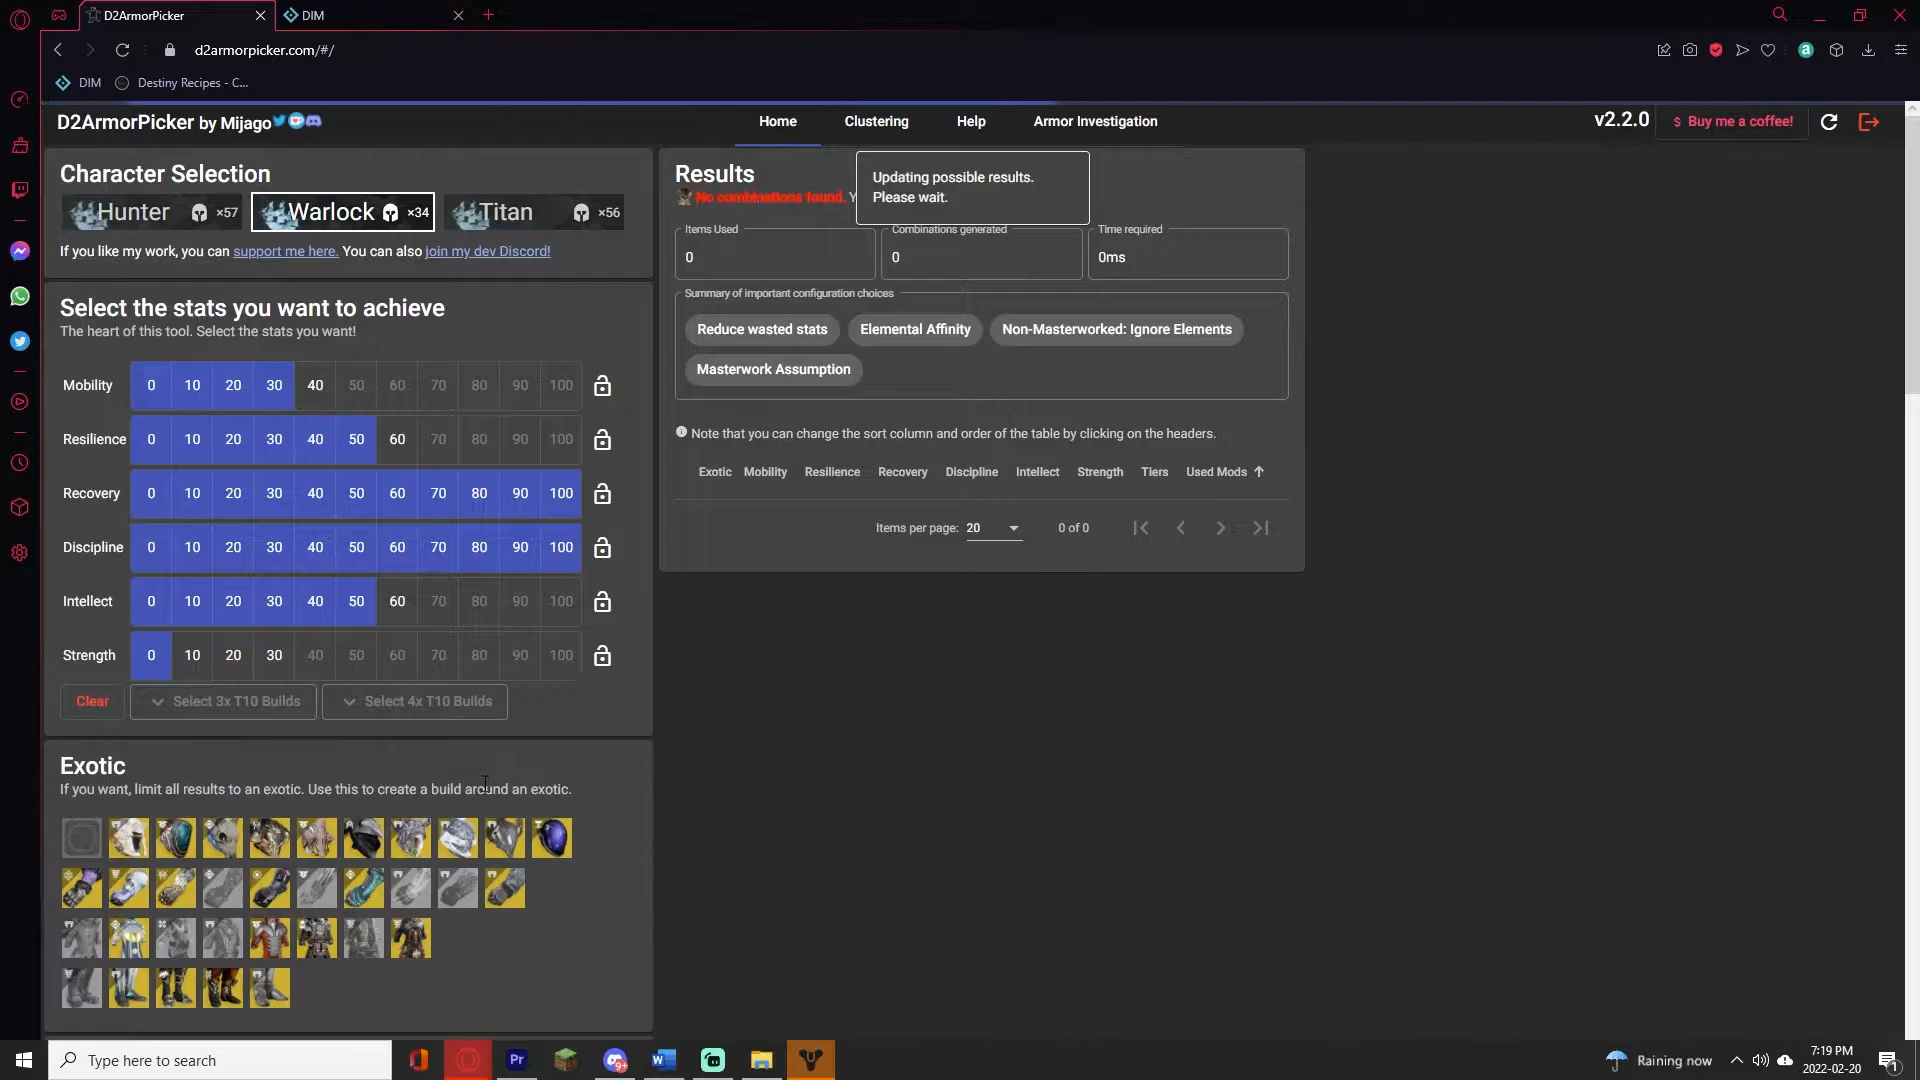 D2ArmorPicker
DIM
d2armorpicker.com/#/
DIM
Destiny Recipes - C...
D2ArmorPicker by Mijago
Home
Clustering
Help
Armor Investigation
v2.2.0
$ Buy me a coffee!
Character Selection
Hunter ×57
Warlock ×34
Titan ×56
If you like my work, you can support me here. You can also join my dev Discord!
Select the stats you want to achieve
The heart of this tool. Select the stats you want!
Mobility 0 10 20 30 40 50 60 70 80 90 100
Resilience 0 10 20 30 40 50 60 70 80 90 100
Recovery 0 10 20 30 40 50 60 70 80 90 100
Discipline 0 10 20 30 40 50 60 70 80 90 100
Intellect 0 10 20 30 40 50 60 70 80 90 100
Strength 0 10 20 30 40 50 60 70 80 90 100
Clear
Select 3x T10 Builds
Select 4x T10 Builds
Exotic
If you want, limit all results to an exotic. Use this to create a build around an exotic.
Results
No combinations found. Y
Updating possible results.
Please wait.
Items Used
0
Combinations generated
0
Time required
0ms
Summary of important configuration choices
Reduce wasted stats
Elemental Affinity
Non-Masterworked: Ignore Elements
Masterwork Assumption
Note that you can change the sort column and order of the table by clicking on the headers.
Exotic Mobility Resilience Recovery Discipline Intellect Strength Tiers Used Mods
Items per page: 20
0 of 0
Type here to search
Pr
9+
W
Raining now
7:19 PM
2022-02-20
1